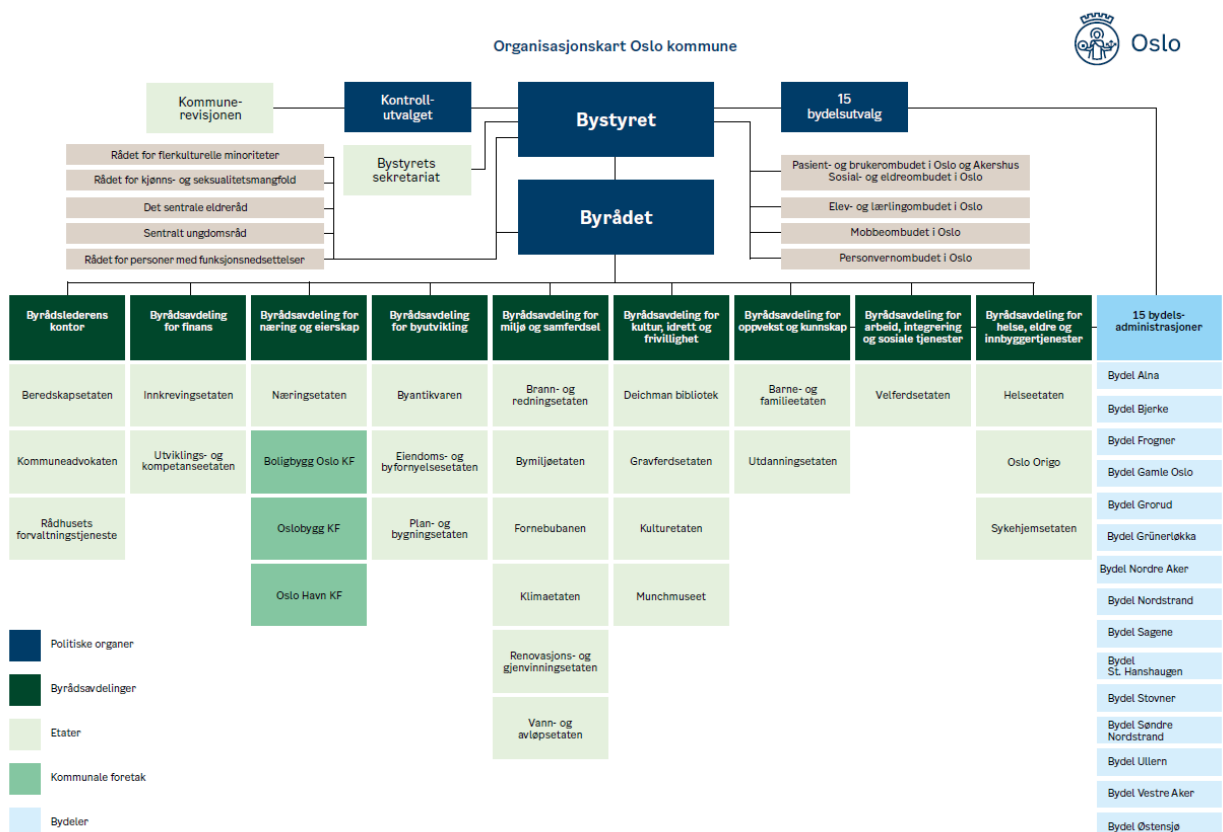 Organisasjonskart Oslo kommune
Oslo
Kommune-
revisjonen
Kontroll-
utvalget
Bystyret
15
bydelsutvalg
Rådet for flerkulturelle minoriteter
Rådet for kjønns- og seksualitetsmangfold
Det sentrale eldreråd
Sentralt ungdomsråd
Rådet for personer med funksjonsnedsettelser
Bystyrets
sekretariat
Byrådet
Pasient- og brukerombudet i Oslo og Akershus
Sosial- og eldreombudet i Oslo
Elev- og lærlingombudet i Oslo
Mobbeombudet i Oslo
Personvernombudet i Oslo
Byrådslederens
kontor
Beredskapsetaten
Kommuneadvokaten
Rådhusets
forvaltningstjeneste
Byrådsavdeling
for finans
Innkrevingsetaten
Utviklings- og
kompetanseetaten
Byrådsavdeling for
næring og eierskap
Næringsetaten
Boligbygg Oslo KF
Oslobygg KF
Oslo Havn KF
Byrådsavdeling
for byutvikling
Byantikvaren
Eiendoms- og
byfornyelsesetaten
Plan- og
bygningsetaten
Byrådsavdeling for
miljø og samferdsel
Brann- og
redningsetaten
Bymiljøetaten
Fornebubanen
Klimaetaten
Renovasjons- og
gjenvinningsetaten
Vann- og
avløpsetaten
Byrådsavdeling for
kultur, idrett og
frivillighet
Deichman bibliotek
Gravferdsetaten
Kulturetaten
Munchmuseet
Byrådsavdeling for
oppvekst og kunnskap
Barne- og
familieetaten
Utdanningsetaten
Byrådsavdeling for
arbeid, integrering
og sosiale tjenester
Velferdsetaten
Byrådsavdeling for
helse, eldre og
innbyggertjenester
Helseetaten
Oslo Origo
Sykehjemsetaten
15 bydels-
administrasjoner
Bydel Alna
Bydel Bjerke
Bydel Frogner
Bydel Gamle Oslo
Bydel Grorud
Bydel Grünerløkka
Bydel Nordre Aker
Bydel Nordstrand
Bydel Sagene
Bydel
St. Hanshaugen
Bydel Stovner
Bydel Søndre
Nordstrand
Bydel Ullern
Bydel Vestre Aker
Bydel Østensjø
Politiske organer
Byrådsavdelinger
Etater
Kommunale foretak
Bydeler